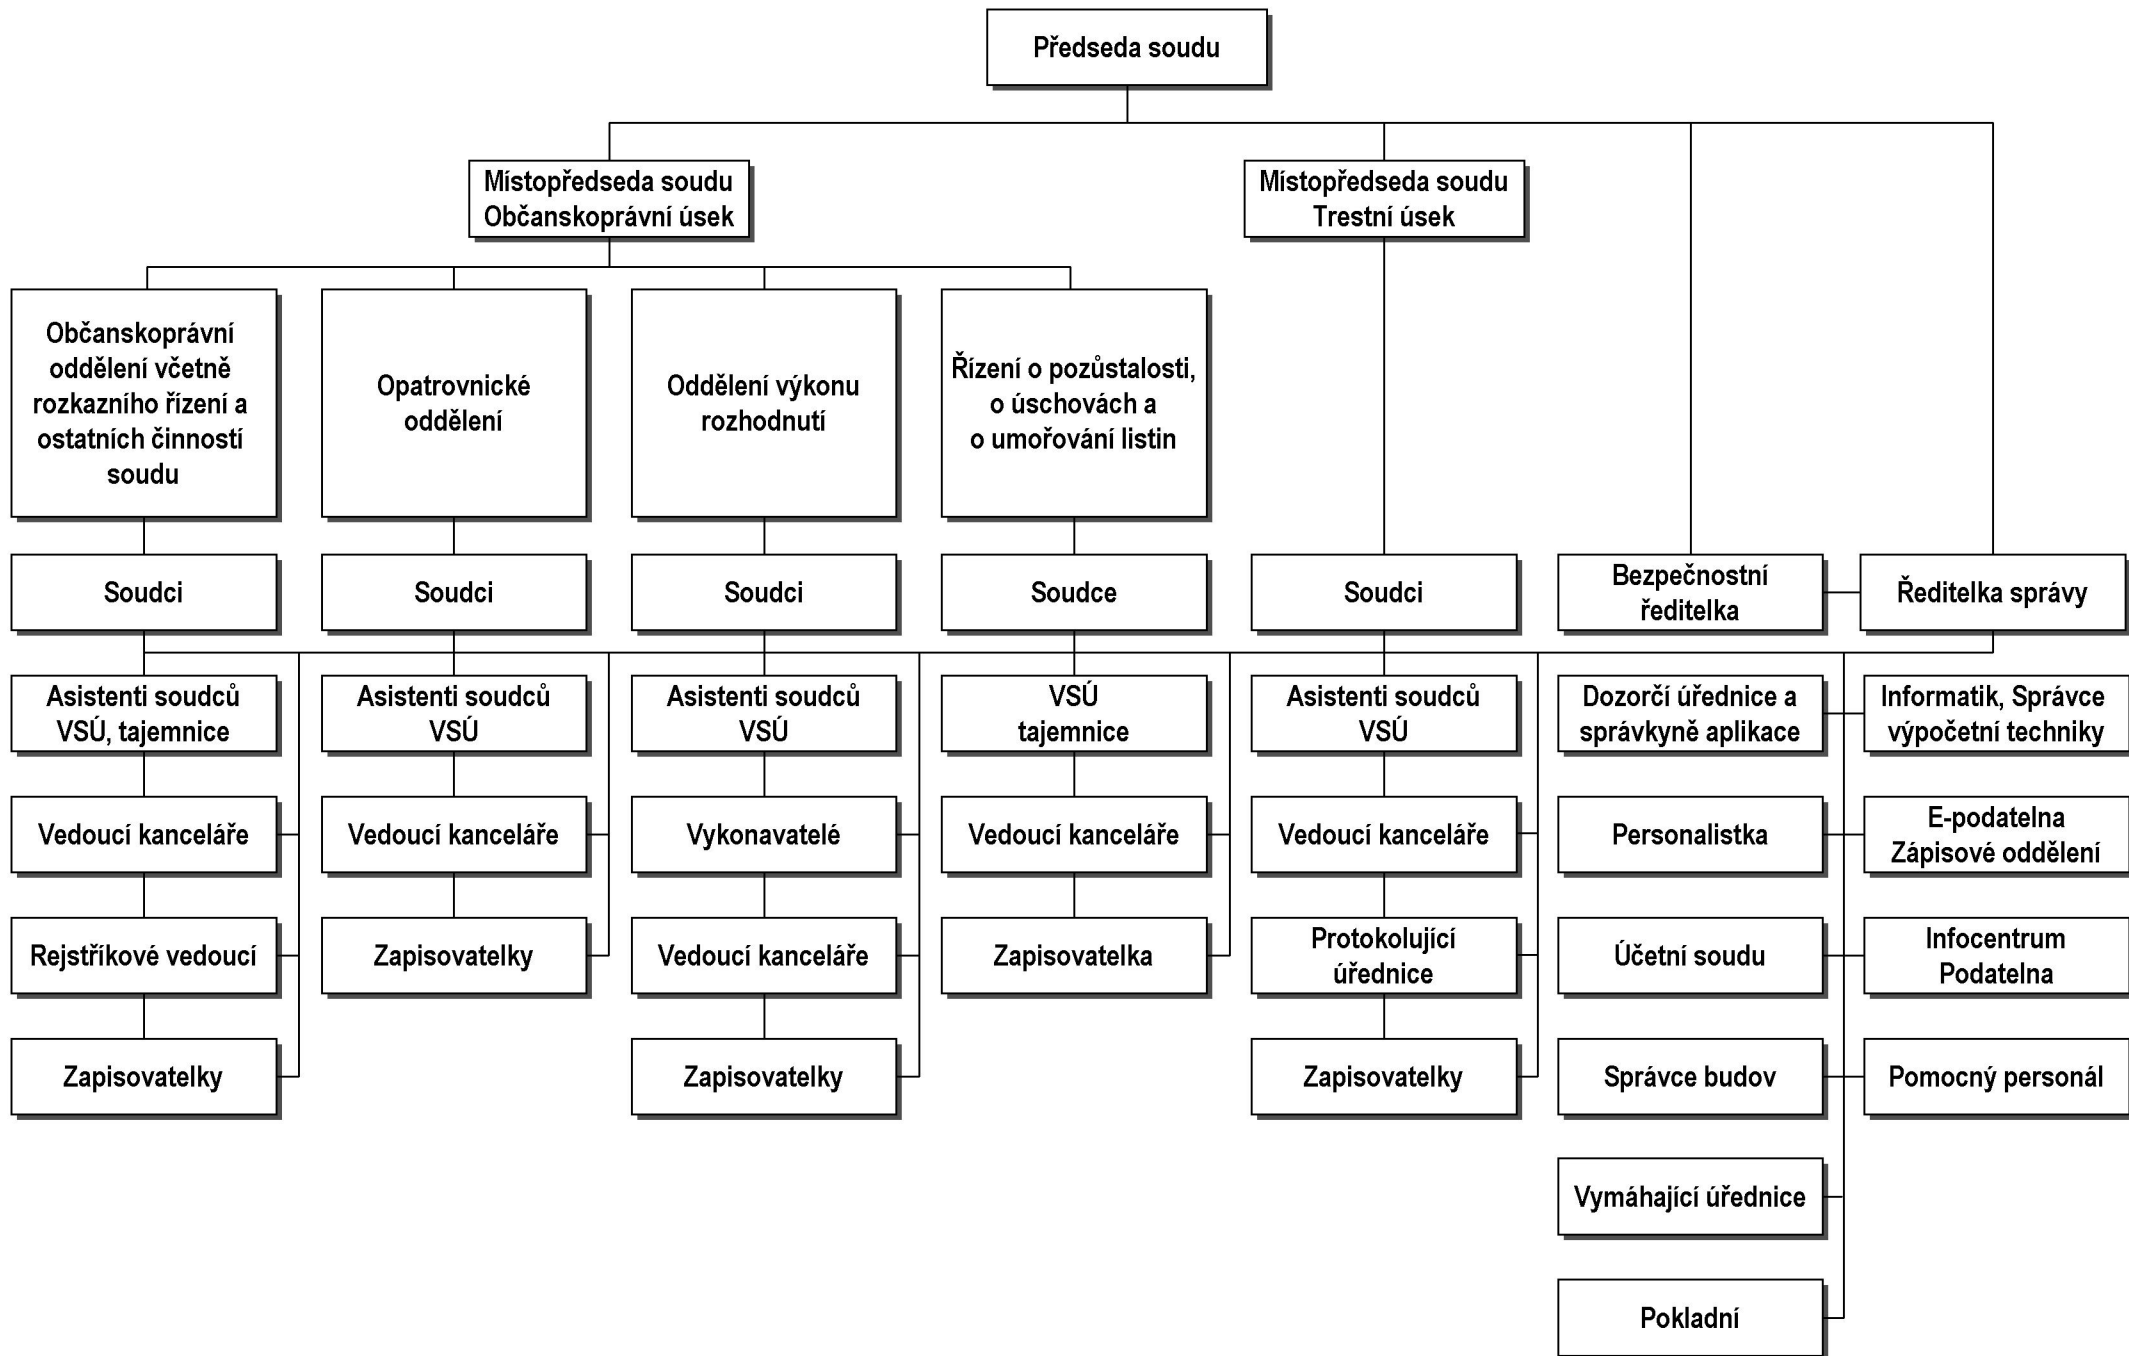 Předseda soudu
Místopředseda soudu
Občanskoprávní úsek
Místopředseda soudu
Trestní úsek
Občanskoprávní
oddělení včetně
rozkazního řízení a
ostatních činností
soudu
Opatrovnické
oddělení
Oddělení výkonu
rozhodnutí
Řízení o pozůstalosti,
o úschovách a
o umořování listin
Soudci
Soudci
Soudci
Soudce
Soudci
Bezpečnostní
ředitelka
Ředitelka správy
Asistenti soudců
VSÚ, tajemnice
Asistenti soudců
VSÚ
Asistenti soudců
VSÚ
VSÚ
tajemnice
Asistenti soudců
VSÚ
Dozorčí úřednice a
správkyně aplikace
Informatik, Správce
výpočetní techniky
Vedoucí kanceláře
Vedoucí kanceláře
Vykonavatelé
Vedoucí kanceláře
Vedoucí kanceláře
Personalistka
E-podatelna
Zápisové oddělení
Rejstříkové vedoucí
Zapisovatelky
Vedoucí kanceláře
Zapisovatelka
Protokolující
úřednice
Účetní soudu
Infocentrum
Podatelna
Zapisovatelky
Zapisovatelky
Zapisovatelky
Správce budov
Pomocný personál
Vymáhající úřednice
Pokladní